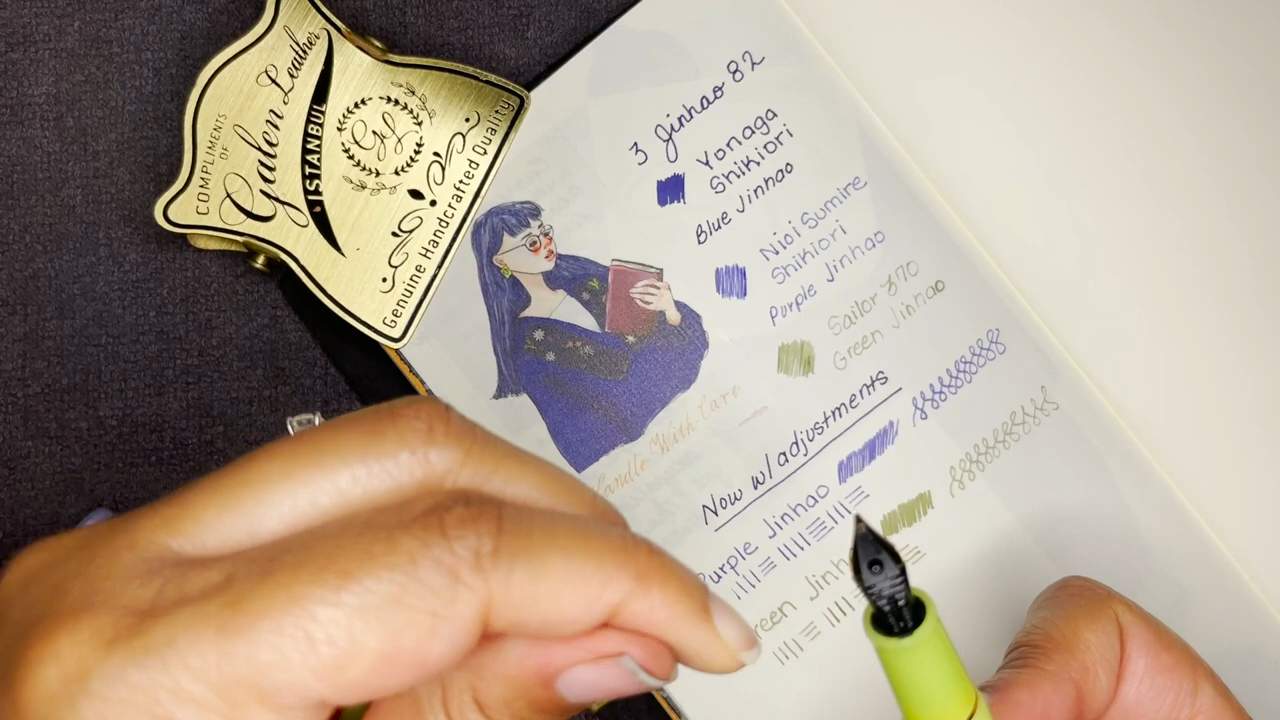 COMPLIMENTS
OF
Galen Leather
ISTANBUL
GL
Genuine Handcrafted Quality
3 Jinhao 82
Yonaga
Shikiori
Blue Jinhao
Nioi Sumire
Shikiori
Purple Jinhao
Sailor 370
Green Jinhao
Handle With Care
Now w/ adjustments
Purple Jinhao
reen Jinh